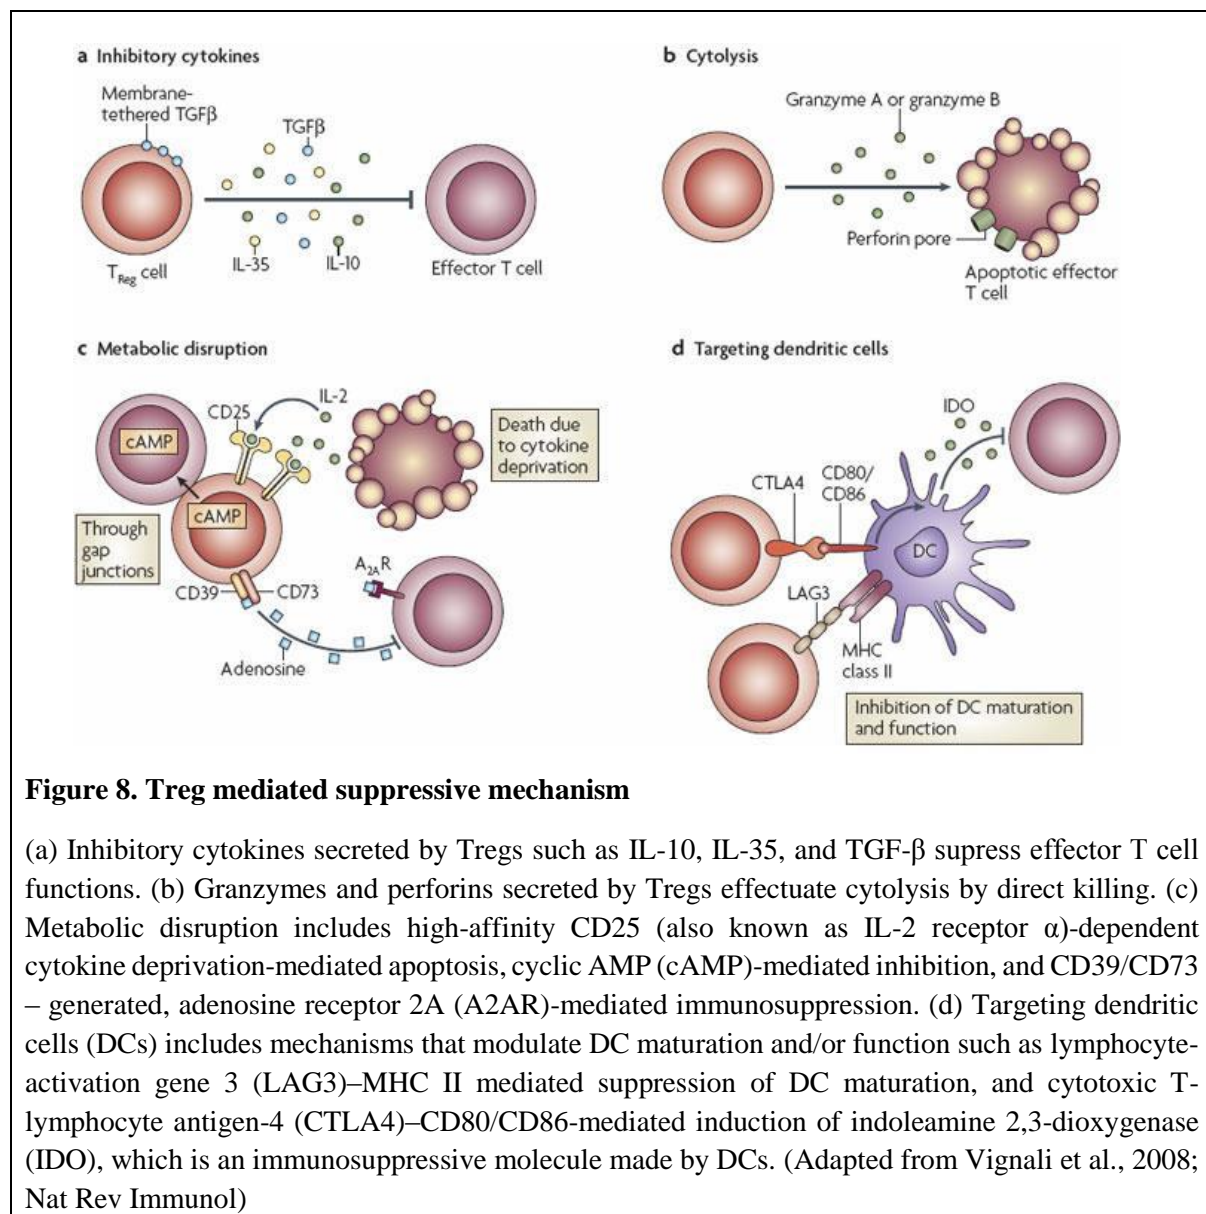 a Inhibitory cytokines
Membrane-
tethered TGFβ
TGFβ
IL-35
IL-10
TReg cell
Effector T cell
b Cytolysis
Granzyme A or granzyme B
Perforin pore
Apoptotic effector
T cell
c Metabolic disruption
IL-2
CD25
cAMP
cAMP
Death due
to cytokine
deprivation
Through
gap
junctions
CD39
CD73
A2AR
Adenosine
d Targeting dendritic cells
IDO
CTLA4
CD80/
CD86
DC
LAG3
MHC
class II
Inhibition of DC maturation
and function
Figure 8. Treg mediated suppressive mechanism
(a) Inhibitory cytokines secreted by Tregs such as IL-10, IL-35, and TGF-β supress effector T cell
functions. (b) Granzymes and perforins secreted by Tregs effectuate cytolysis by direct killing. (c)
Metabolic disruption includes high-affinity CD25 (also known as IL-2 receptor α)-dependent
cytokine deprivation-mediated apoptosis, cyclic AMP (cAMP)-mediated inhibition, and CD39/CD73
– generated, adenosine receptor 2A (A2AR)-mediated immunosuppression. (d) Targeting dendritic
cells (DCs) includes mechanisms that modulate DC maturation and/or function such as lymphocyte-
activation gene 3 (LAG3)–MHC II mediated suppression of DC maturation, and cytotoxic T-
lymphocyte antigen-4 (CTLA4)–CD80/CD86-mediated induction of indoleamine 2,3-dioxygenase
(IDO), which is an immunosuppressive molecule made by DCs. (Adapted from Vignali et al., 2008;
Nat Rev Immunol)